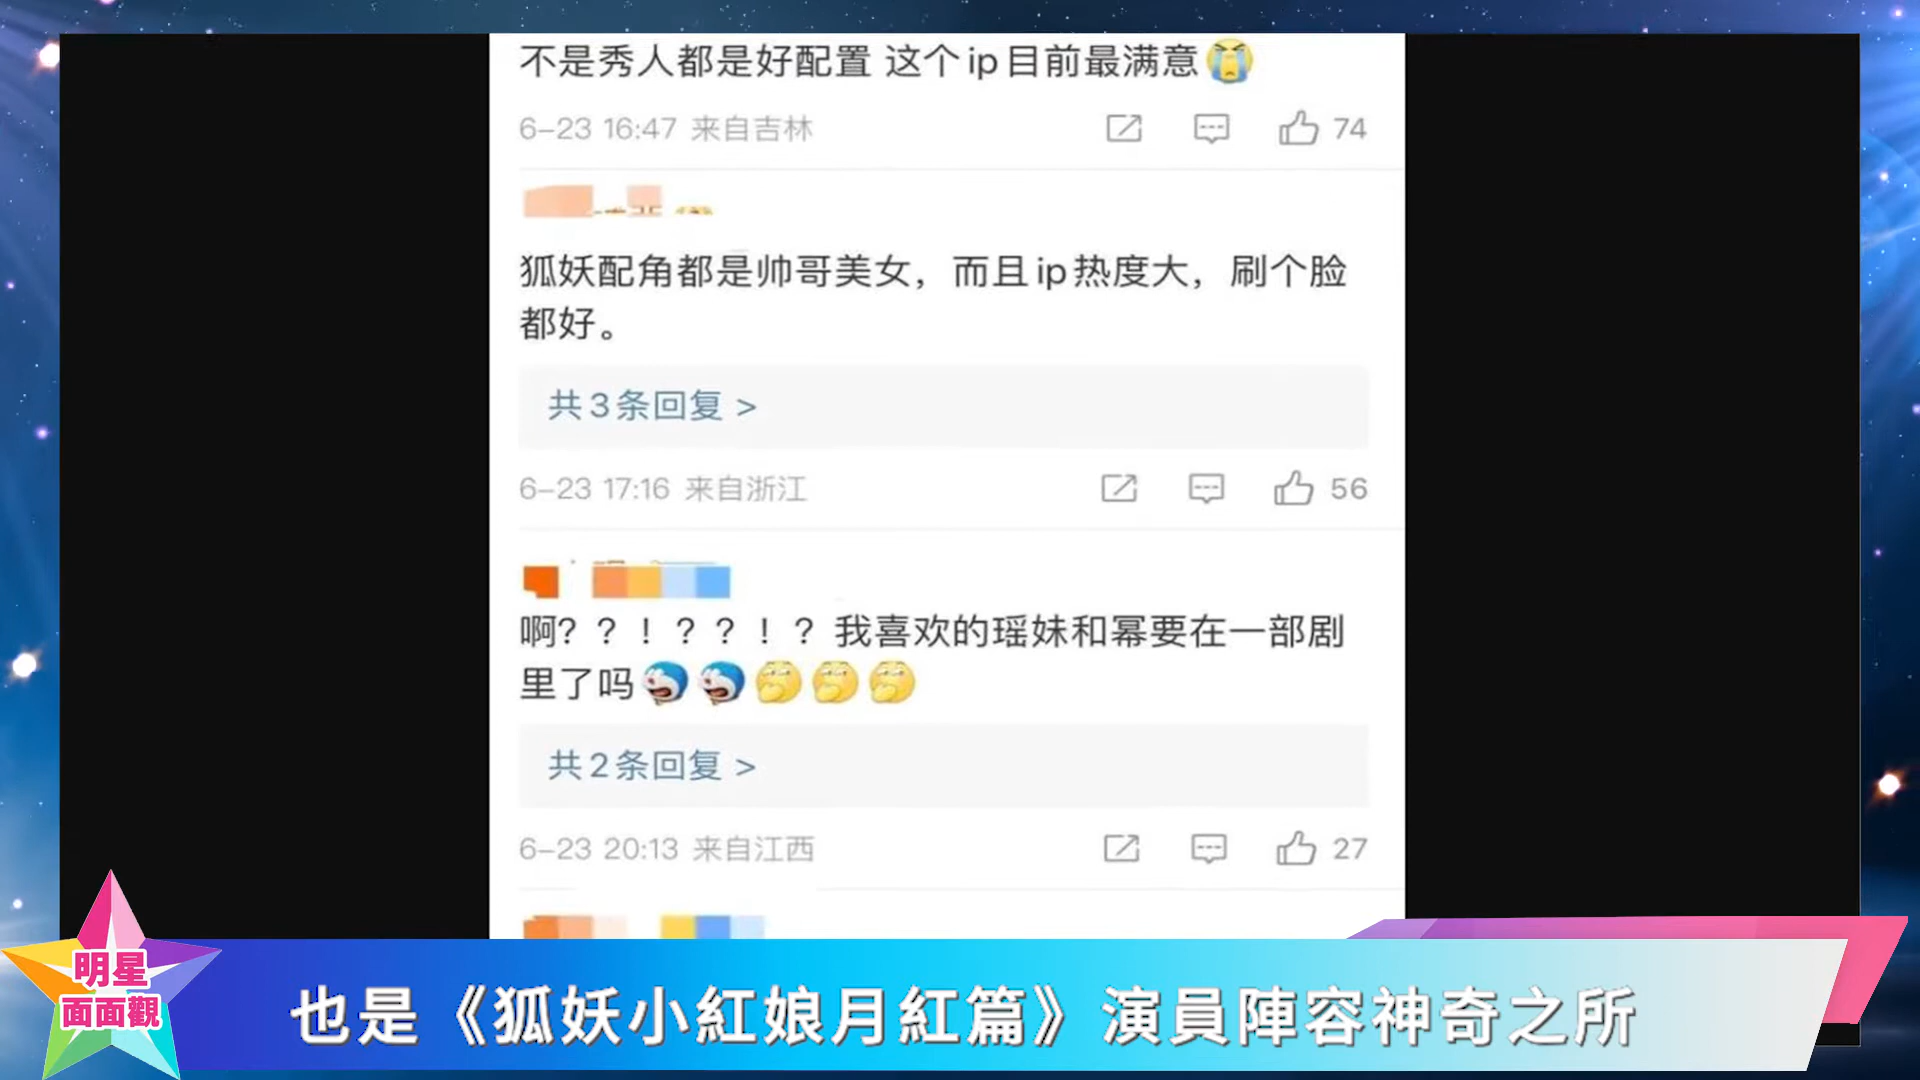 不是秀人都是好配置 这个ip目前最满意
6-23 16:47 来自吉林
74
狐妖配角都是帅哥美女，而且ip热度大，刷个脸
都好。
共3条回复 >
6-23 17:16 来自浙江
56
啊？？！？？！？我喜欢的瑶妹和幂要在一部剧
里了吗
共2条回复 >
6-23 20:13 来自江西
27
明星
面面觀
也是《狐妖小紅娘月紅篇》演員陣容神奇之所